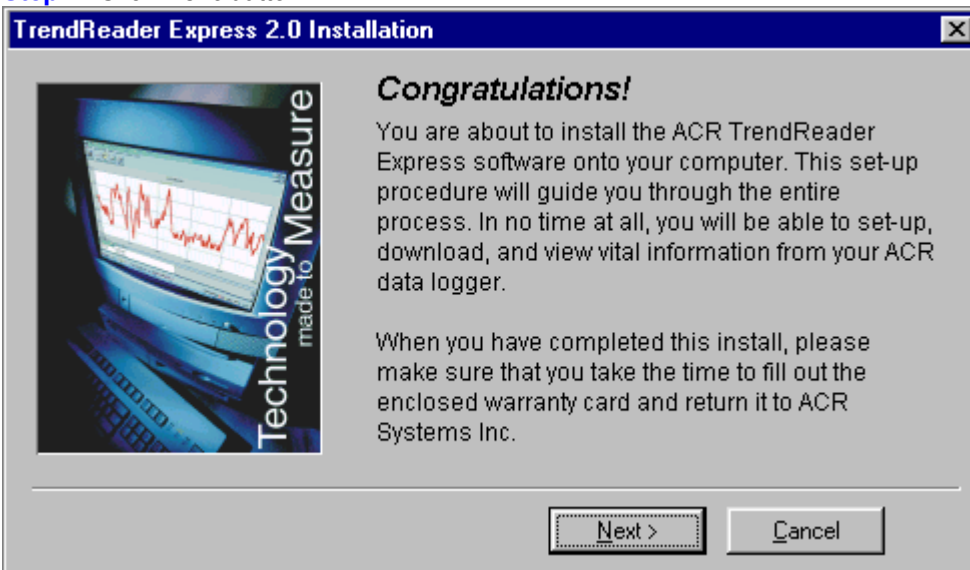 TrendReader Express 2.0 Installation
Technology
made to Measure
Congratulations!
You are about to install the ACR TrendReader
Express software onto your computer. This set-up
procedure will guide you through the entire
process. In no time at all, you will be able to set-up,
download, and view vital information from your ACR
data logger.
When you have completed this install, please
make sure that you take the time to fill out the
enclosed warranty card and return it to ACR
Systems Inc.
Next >
Cancel